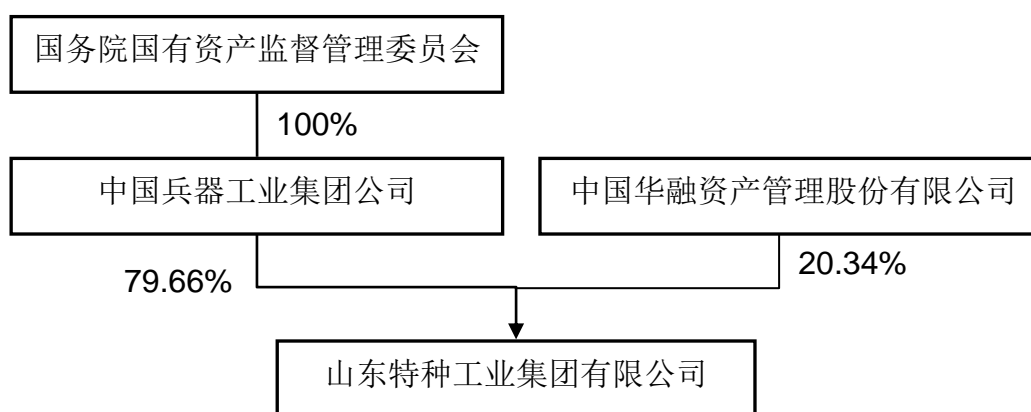 国务院国有资产监督管理委员会
100%
中国兵器工业集团公司
中国华融资产管理股份有限公司
79.66%
20.34%
山东特种工业集团有限公司